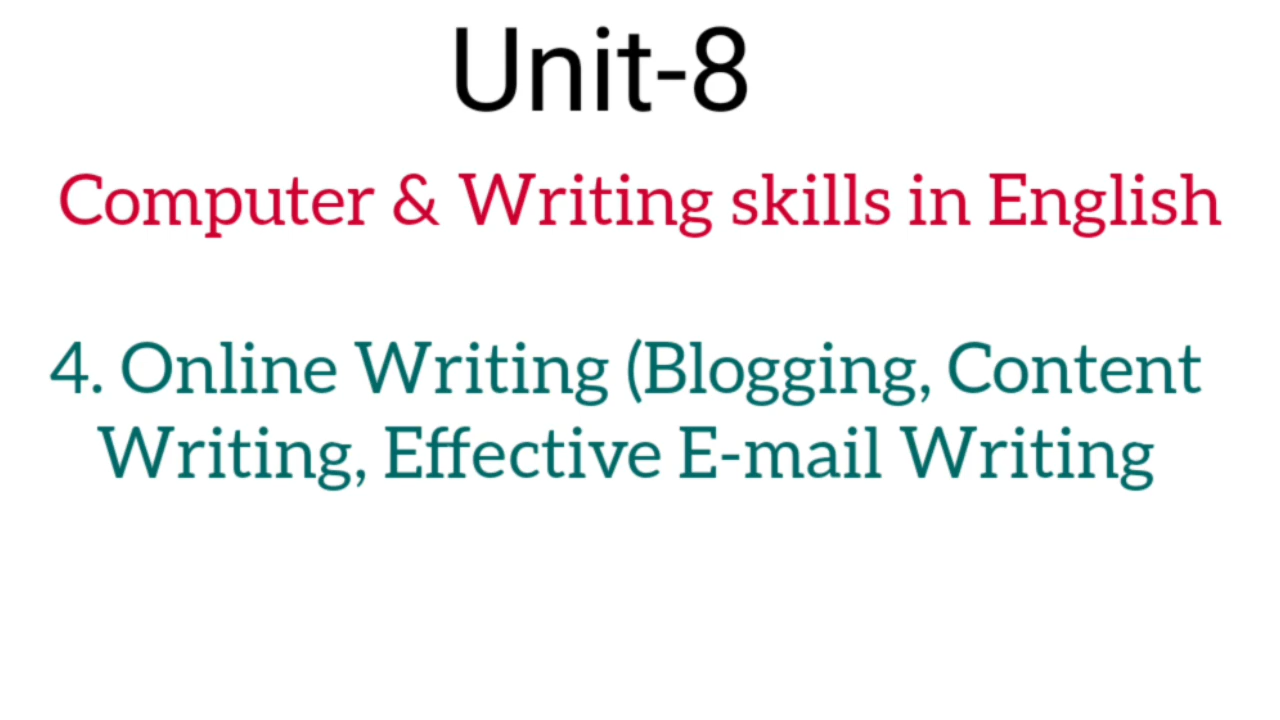 Unit-8
Computer & Writing skills in English
4. Online Writing (Blogging, Content
Writing, Effective E-mail Writing